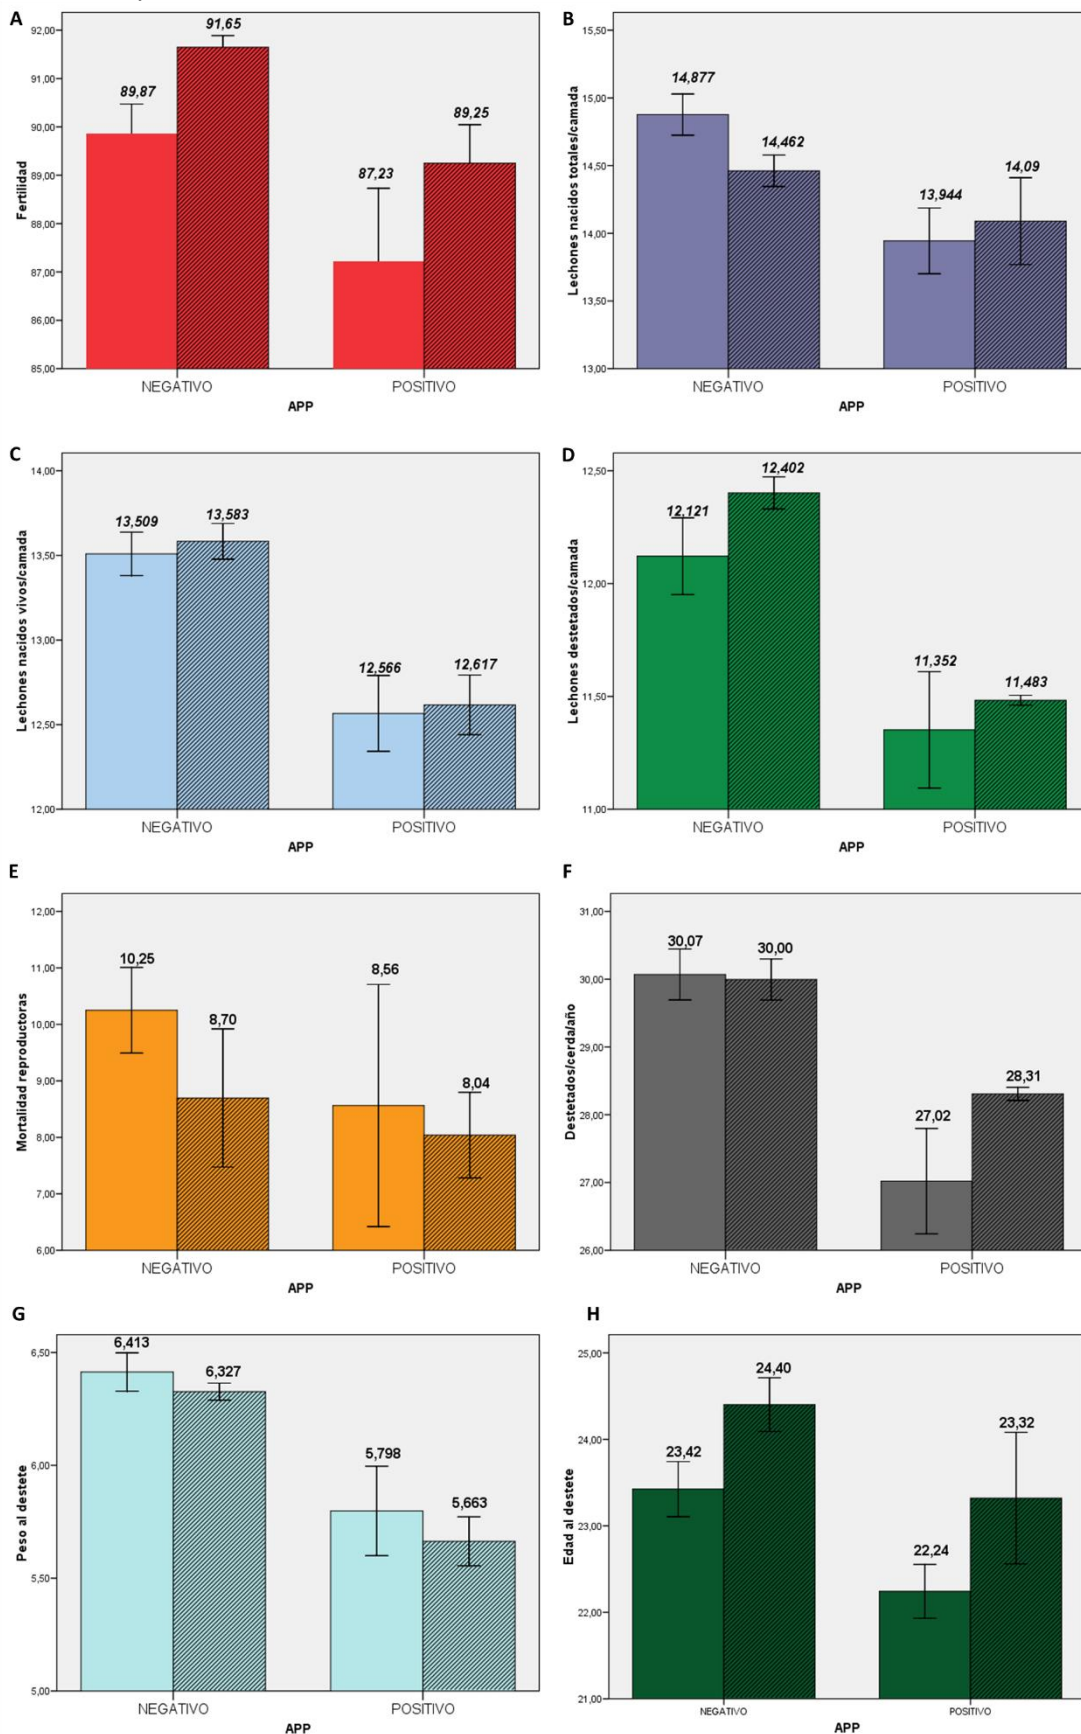 A
92,00
91,00
90,00
89,00
88,00
87,00
86,00
85,00
Fertilidad
89,87
91,65
87,23
89,25
NEGATIVO
POSITIVO
APP
B
15,50
15,00
14,50
14,00
13,50
13,00
Lechones nacidos totales/camada
14,877
14,462
13,944
14,09
NEGATIVO
POSITIVO
APP
C
14,00
13,50
13,00
12,50
12,00
Lechones nacidos vivos/camada
13,509
13,583
12,566
12,617
NEGATIVO
POSITIVO
APP
D
12,50
12,00
11,50
11,00
Lechones destetados/camada
12,121
12,402
11,352
11,483
NEGATIVO
POSITIVO
APP
E
12,00
11,00
10,00
9,00
8,00
7,00
6,00
Mortalidad reproductoras
10,25
8,70
8,56
8,04
NEGATIVO
POSITIVO
APP
F
31,00
30,00
29,00
28,00
27,00
26,00
Destetados/cerda/año
30,07
30,00
27,02
28,31
NEGATIVO
POSITIVO
APP
G
6,50
6,00
5,50
5,00
Peso al destete
6,413
6,327
5,798
5,663
NEGATIVO
POSITIVO
APP
H
25,00
24,00
23,00
22,00
21,00
Edad al destete
23,42
24,40
22,24
23,32
NEGATIVO
POSITIVO
APP